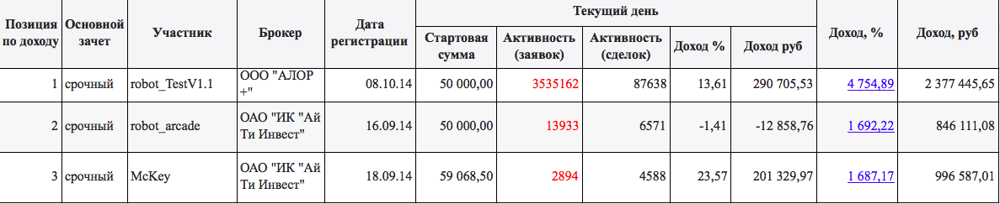 Позиция по доходу | Основной зачет | Участник | Брокер | Дата регистрации | Текущий день | Доход, % | Доход, руб
Стартовая сумма | Активность (заявок) | Активность (сделок) | Доход % | Доход руб
1 | срочный | robot_TestV1.1 | ООО "АЛОР +" | 08.10.14 | 50 000,00 | 3535162 | 87638 | 13,61 | 290 705,53 | 4 754,89 | 2 377 445,65
2 | срочный | robot_arcade | ОАО "ИК "Ай Ти Инвест" | 16.09.14 | 50 000,00 | 13933 | 6571 | -1,41 | -12 858,76 | 1 692,22 | 846 111,08
3 | срочный | McKey | ОАО "ИК "Ай Ти Инвест" | 18.09.14 | 59 068,50 | 2894 | 4588 | 23,57 | 201 329,97 | 1 687,17 | 996 587,01